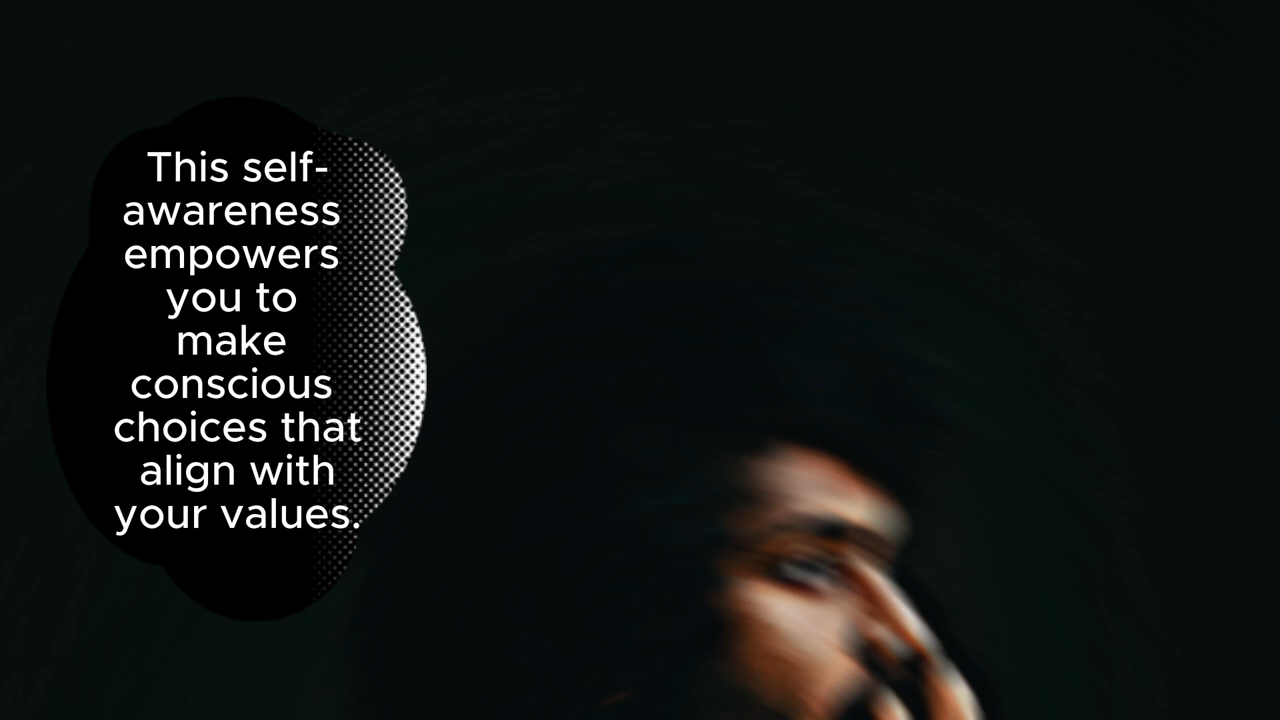 This self-
awareness
empowers
you to
make
conscious
choices that
align with
your values.